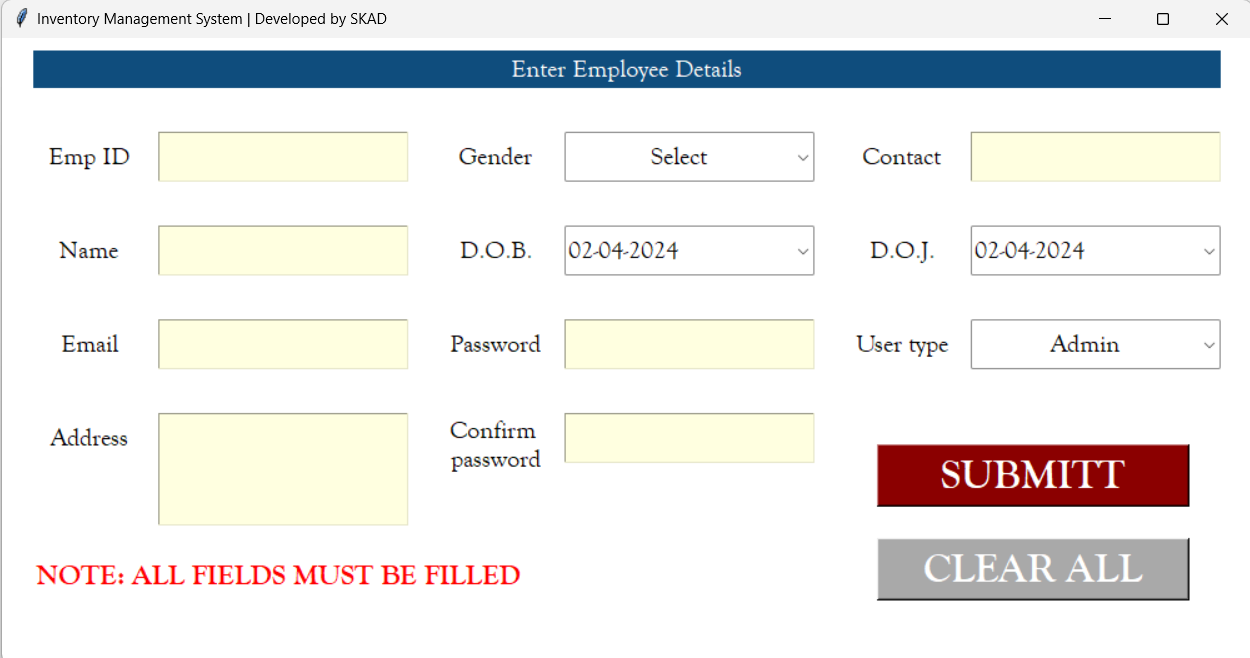 Inventory Management System | Developed by SKAD
Enter Employee Details
Emp ID
Gender
Select
Contact
Name
D.O.B.
02-04-2024
D.O.J.
02-04-2024
Email
Password
User type
Admin
Address
Confirm
password
SUBMITT
NOTE: ALL FIELDS MUST BE FILLED
CLEAR ALL